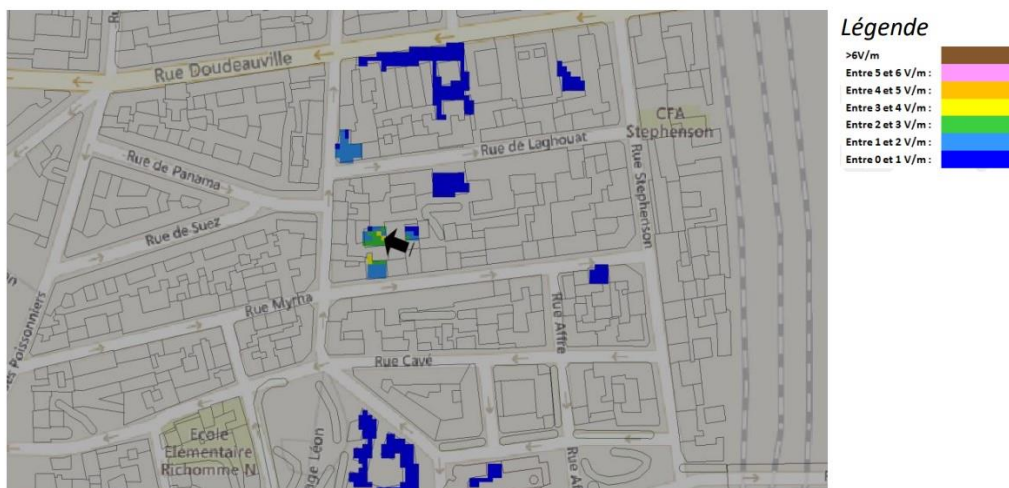 Légende
>6V/m
Entre 5 et 6 V/m :
Entre 4 et 5 V/m :
Entre 3 et 4 V/m :
Entre 2 et 3 V/m :
Entre 1 et 2 V/m :
Entre 0 et 1 V/m :
Rue Doudeauville
CFA
Stephenson
Rue de Laghouat
Rue de Panama
Rue Stephenson
Rue de Suez
Rue Myrha
Rue Affre
Poissonniers
Rue Cavé
Ecole
Elémentaire
Richomme N
Léon